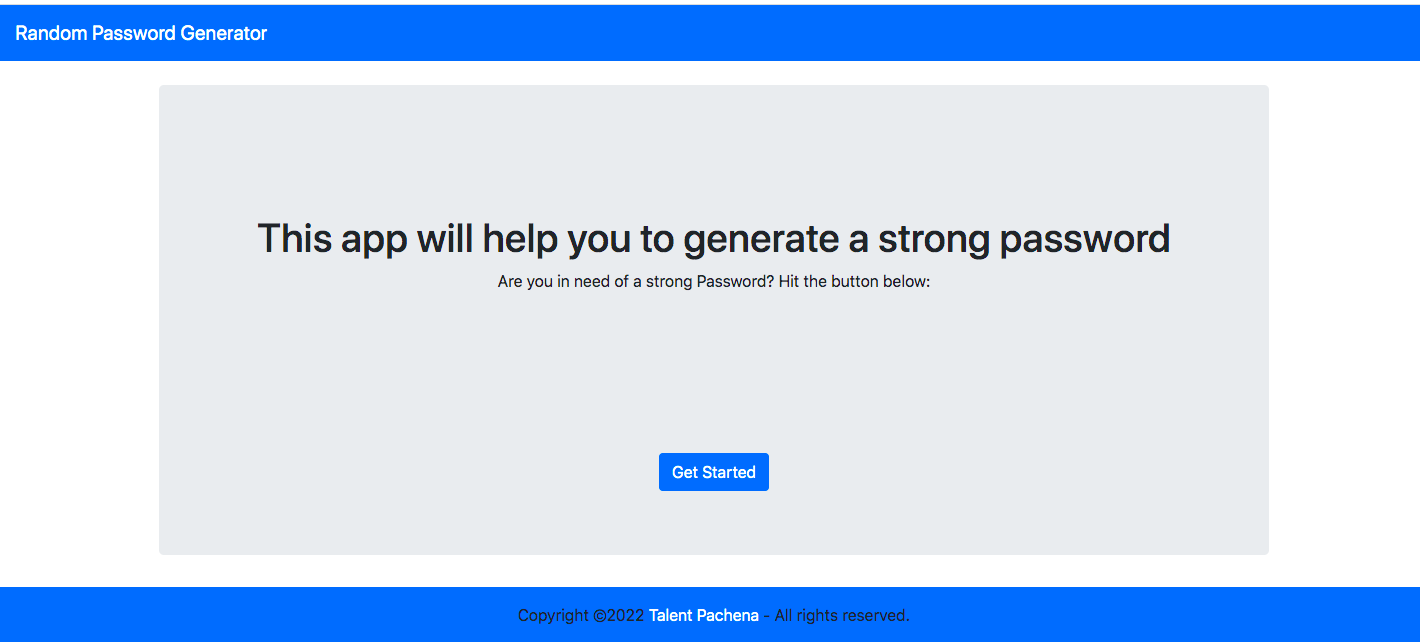 Random Password Generator
This app will help you to generate a strong password
Are you in need of a strong Password? Hit the button below:
Get Started
Copyright ©2022 Talent Pachena - All rights reserved.